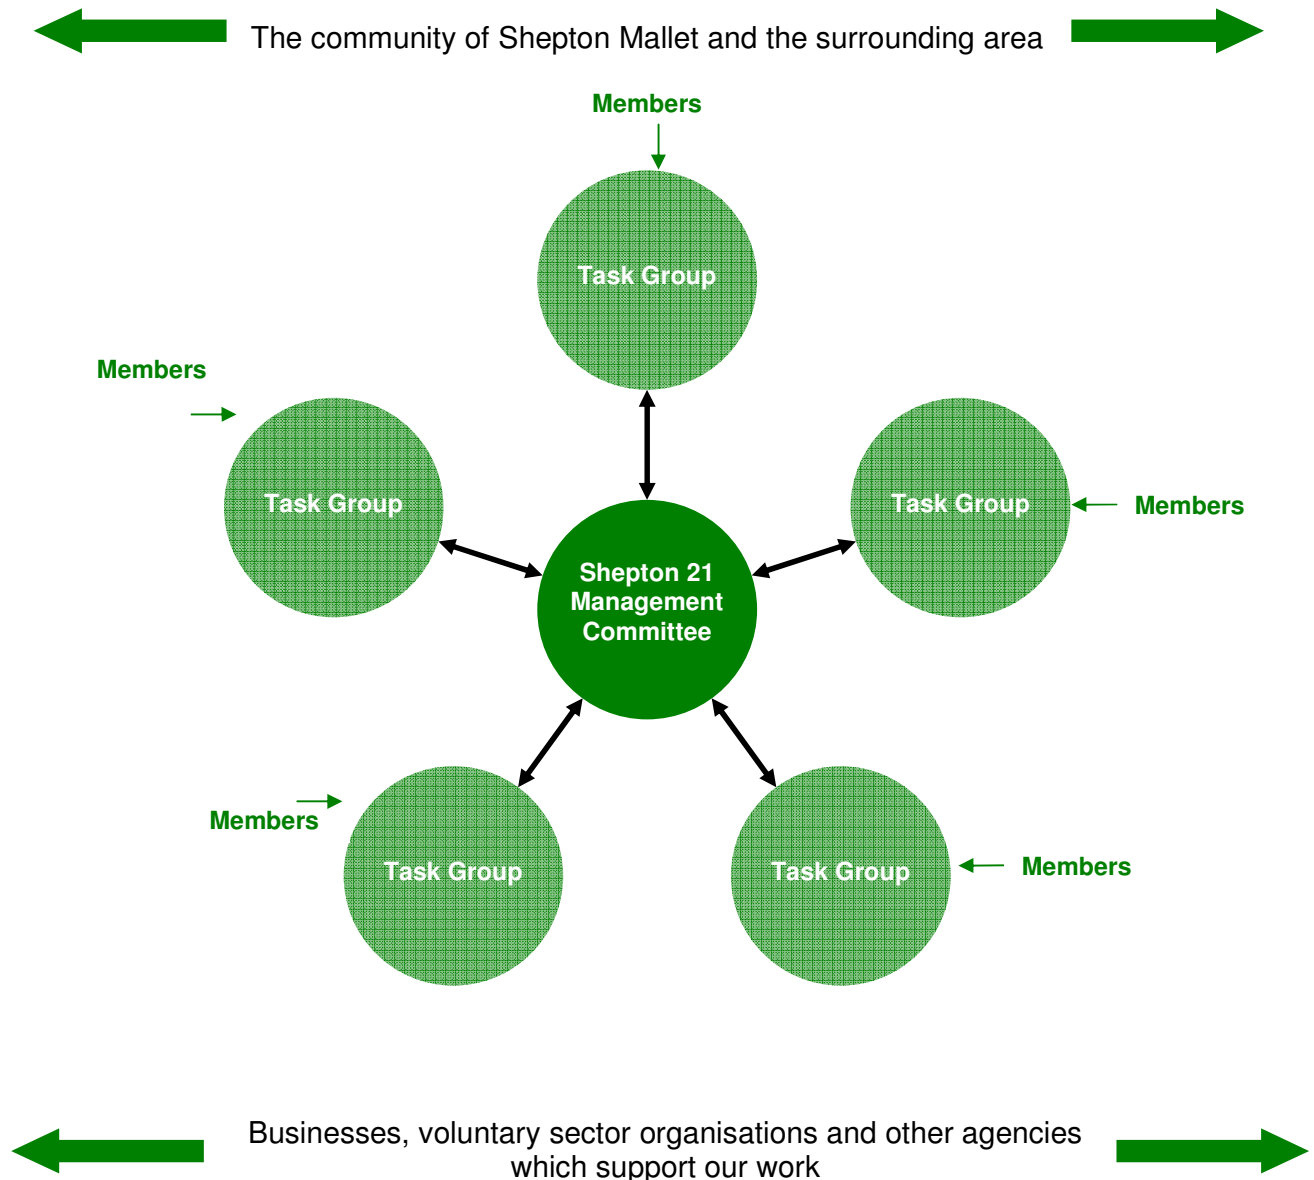 The community of Shepton Mallet and the surrounding area
Members
Task Group
Members
Task Group
Task Group
Members
Shepton 21
Management
Committee
Members
Task Group
Task Group
Members
Businesses, voluntary sector organisations and other agencies
which support our work